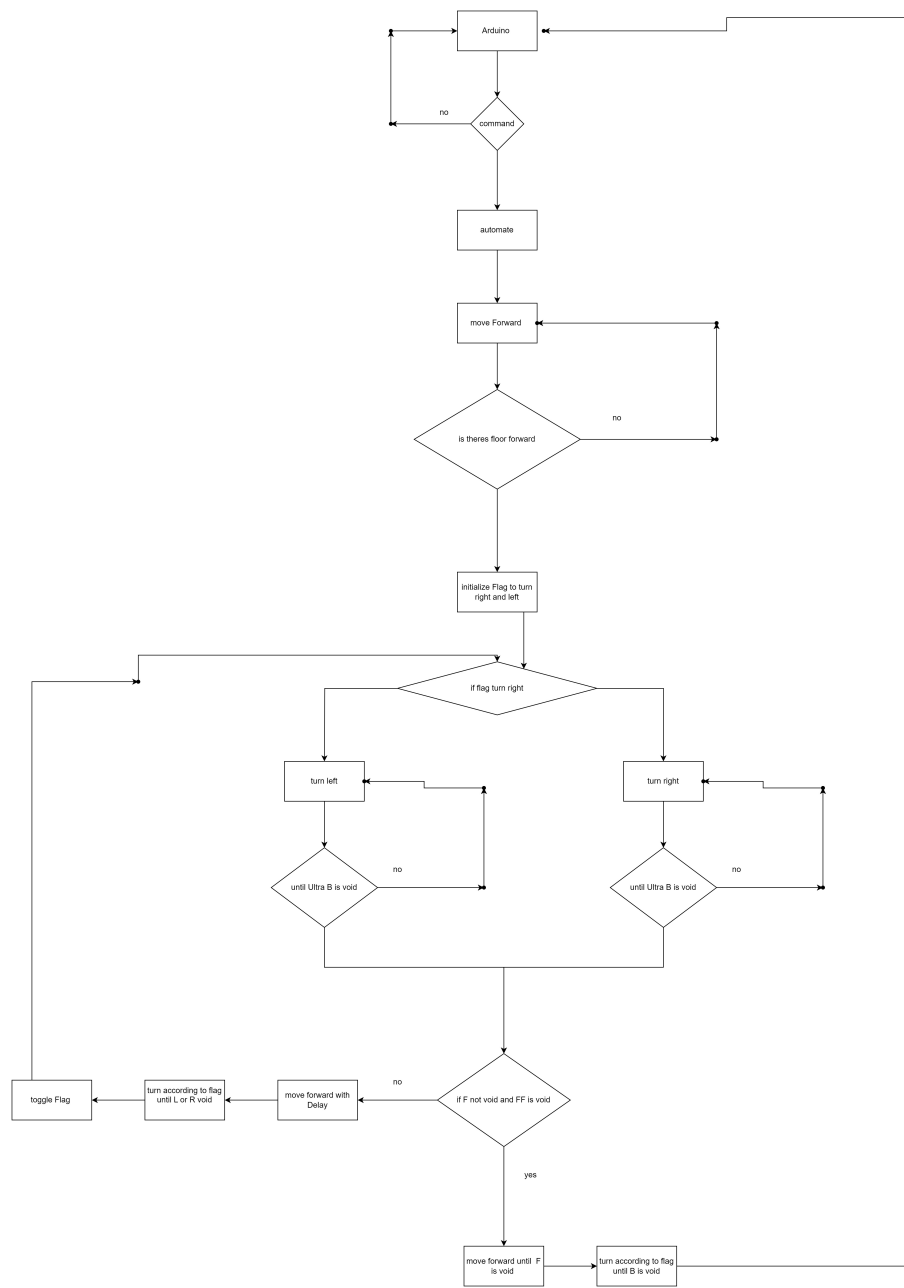 Arduino
no
command
automate
move Forward
no
is theres floor forward
initialize Flag to turn
right and left
if flag turn right
turn left
turn right
no
no
until Ultra B is void
until Ultra B is void
no
toggle Flag
turn according to flag
until L or R void
move forward with
Delay
if F not void and FF is void
yes
move forward until F
is void
turn according to flag
until B is void